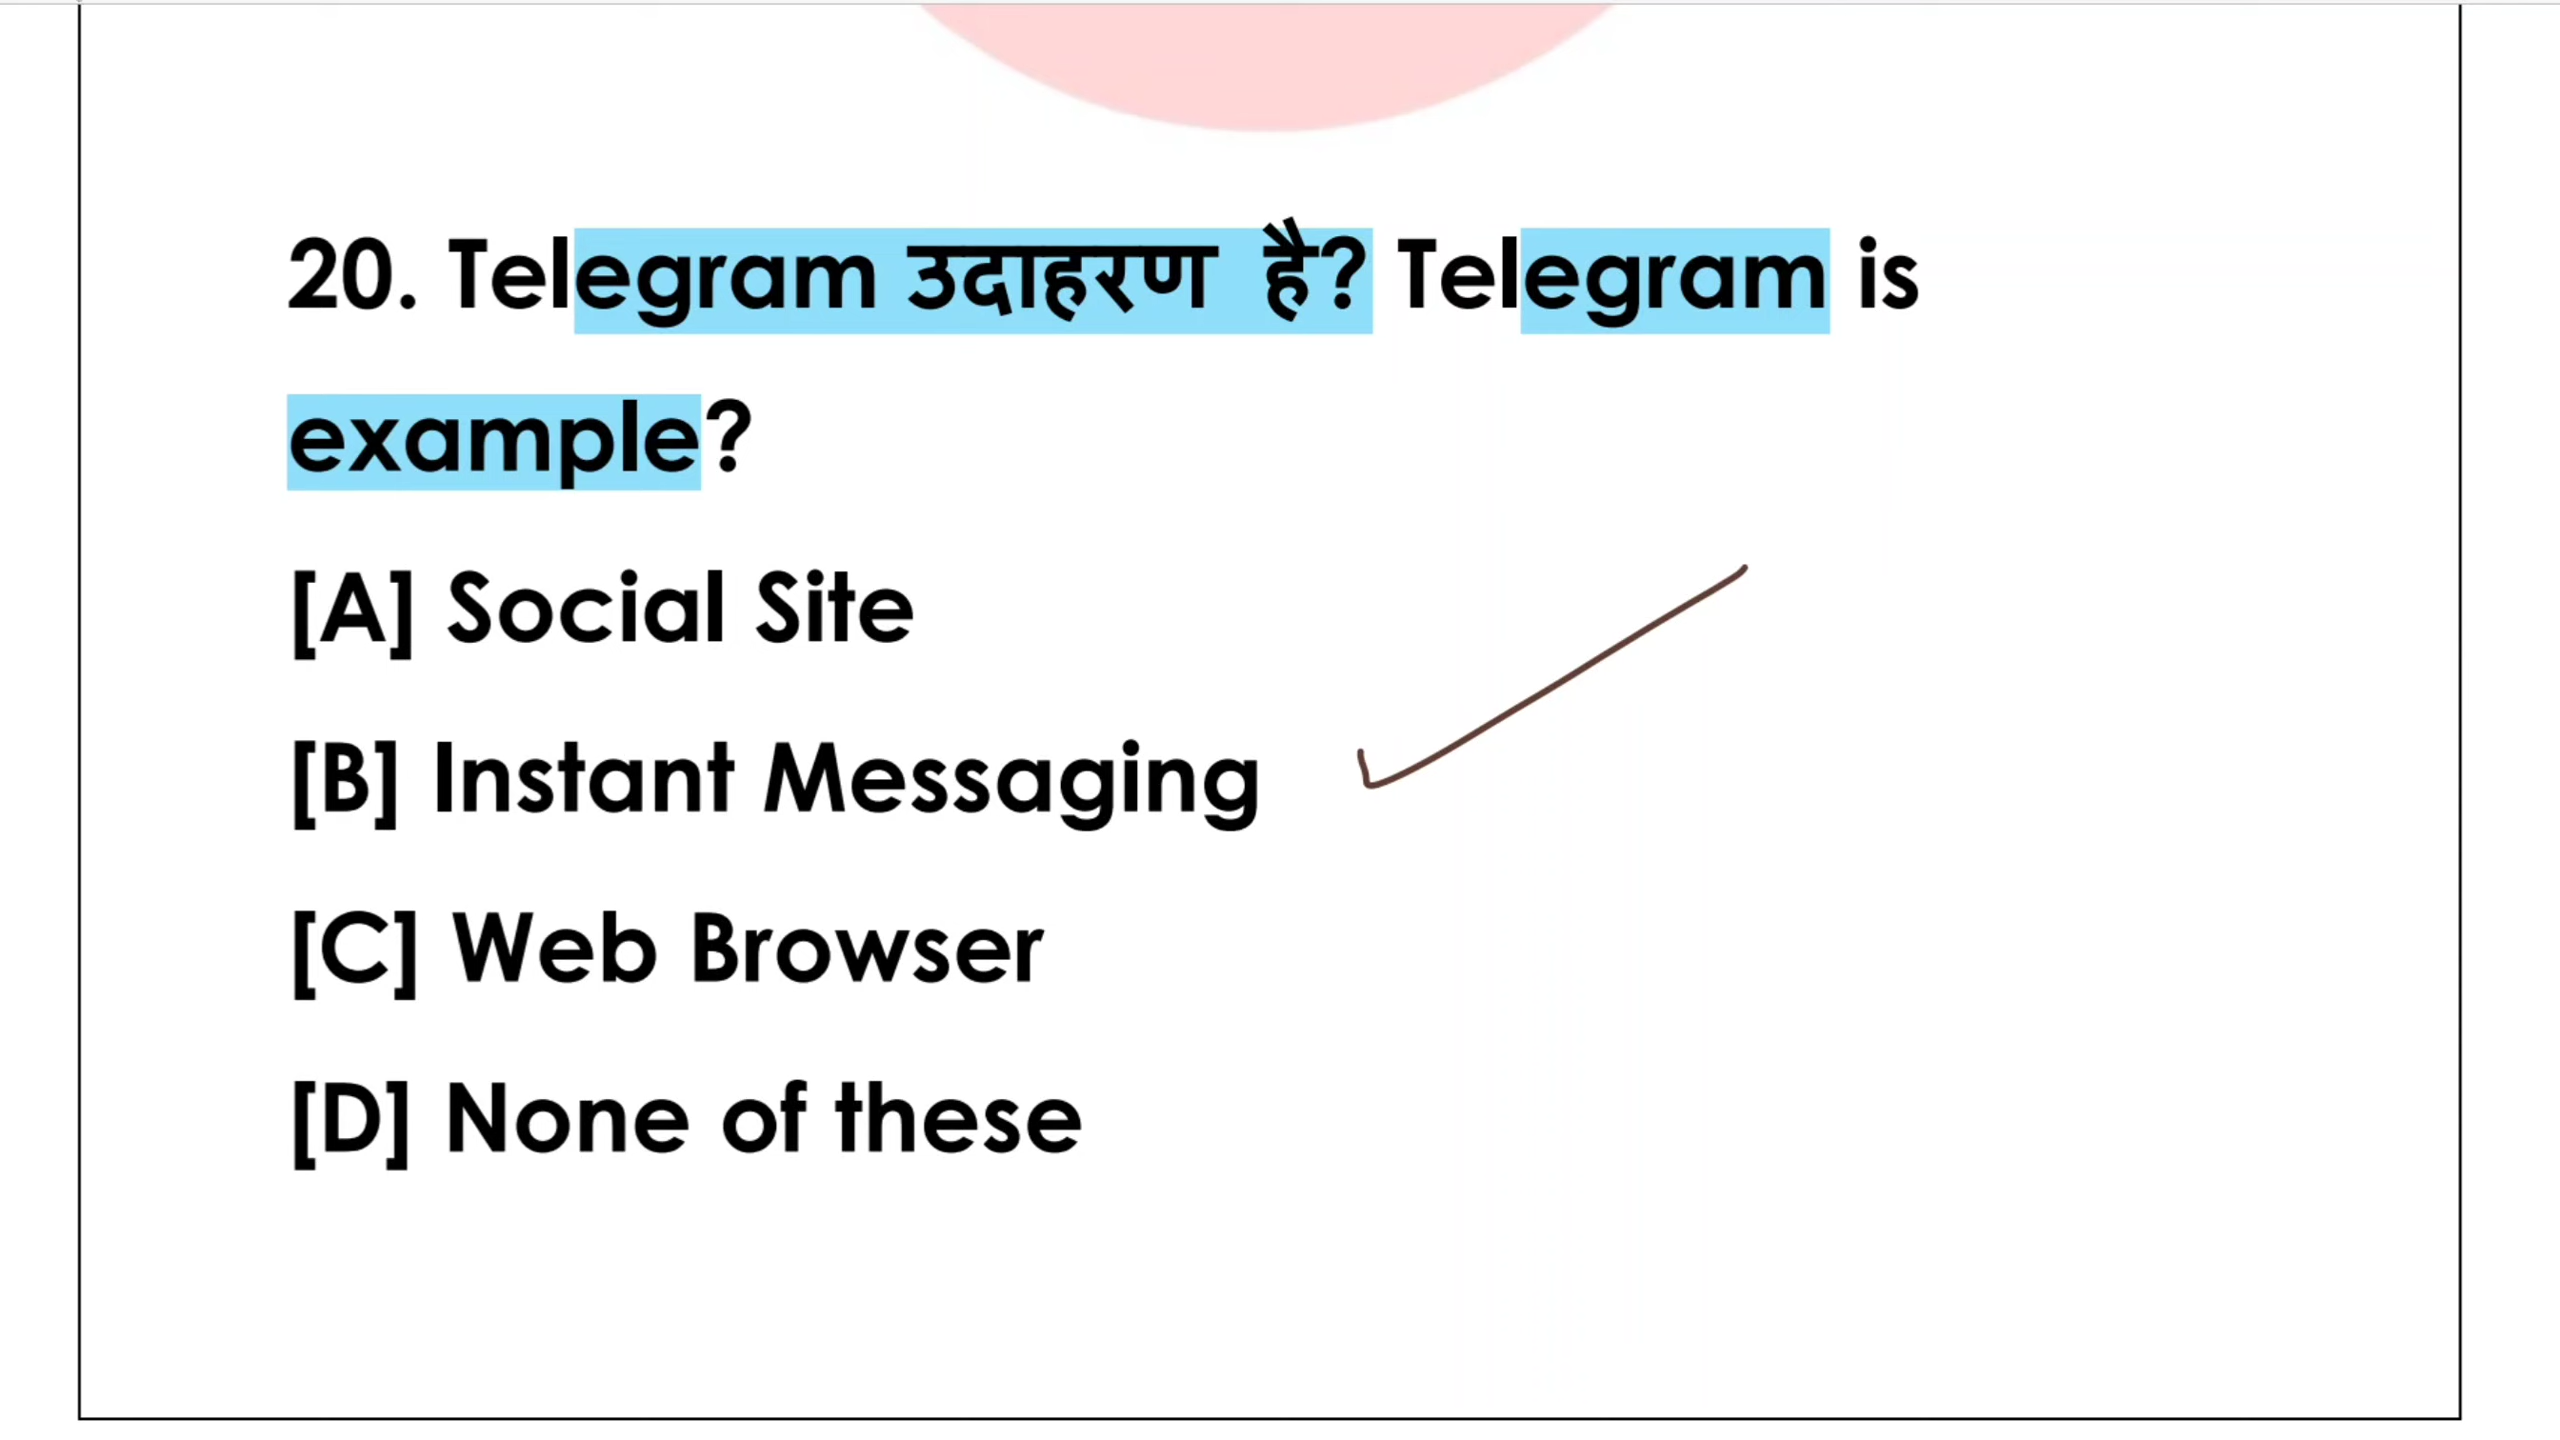 20. Telegram उदाहरण है? Telegram is
example?
[A] Social Site
[B] Instant Messaging
[C] Web Browser
[D] None of these